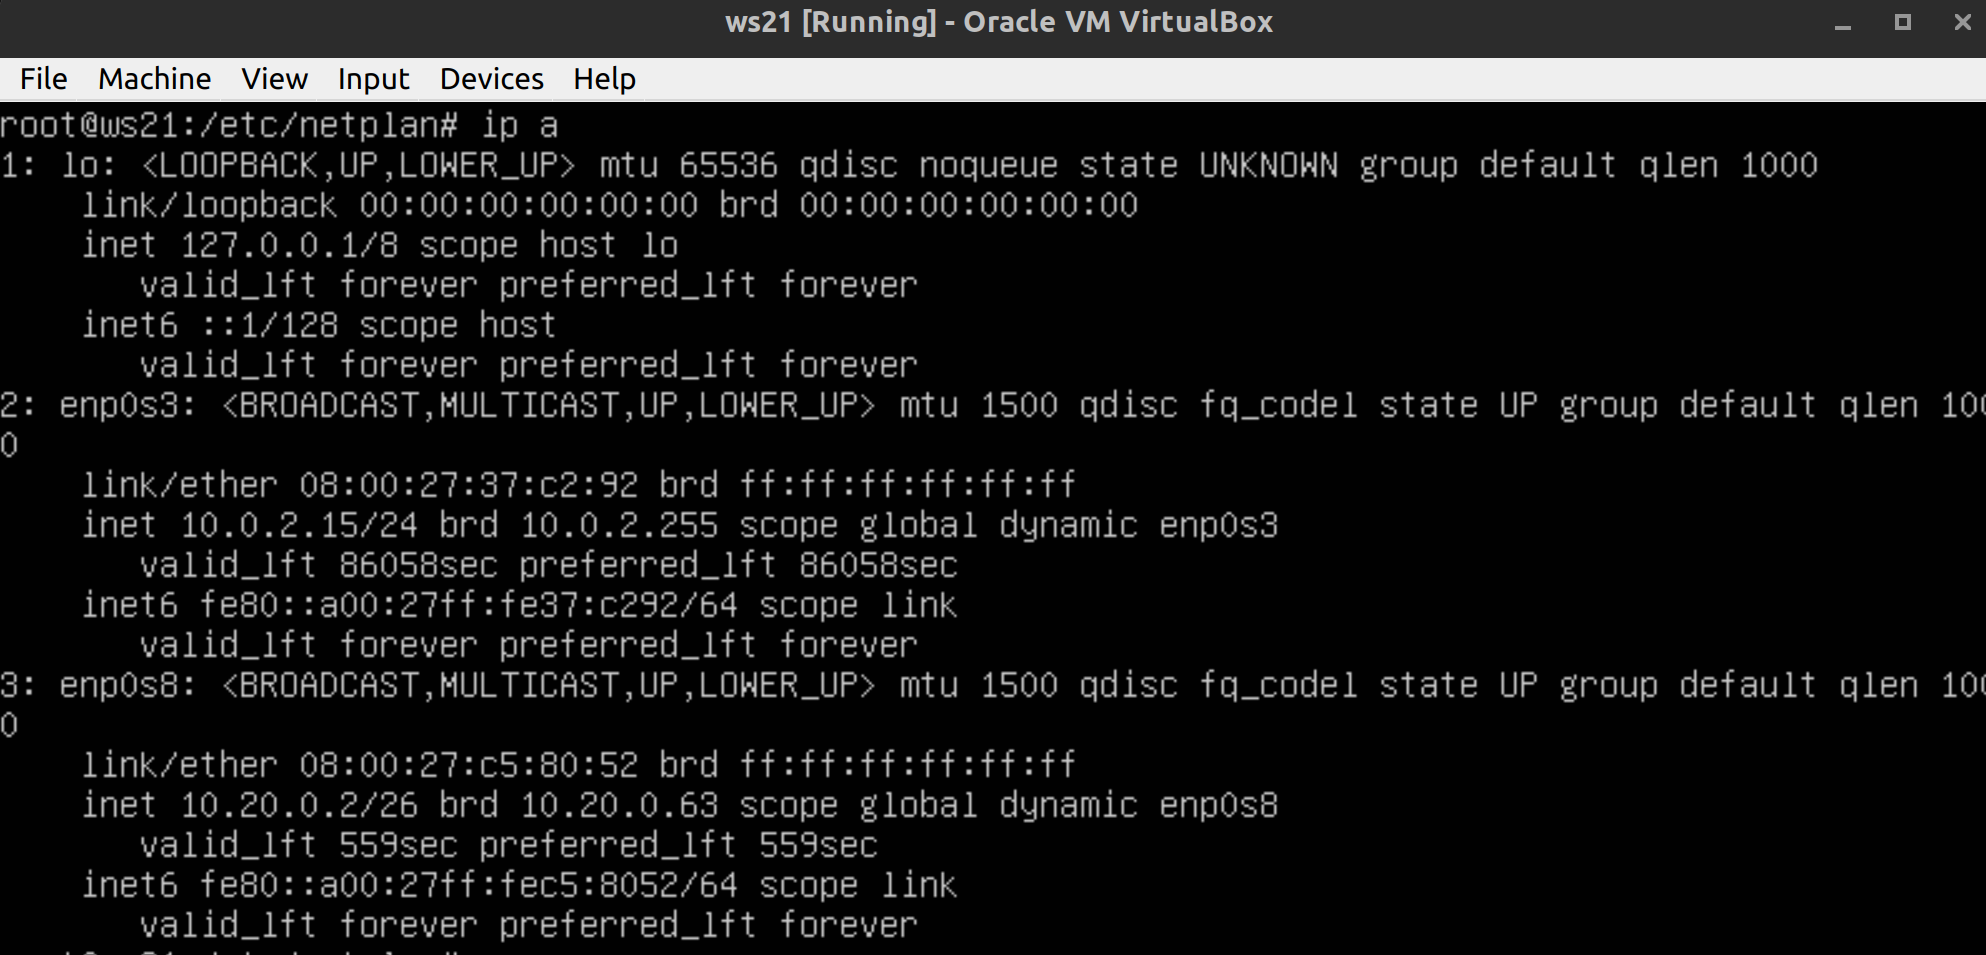 ws21 [Running] - Oracle VM VirtualBox
File Machine View Input Devices Help
root@ws21:/etc/netplan# ip a
1: lo: <LOOPBACK,UP,LOWER_UP> mtu 65536 qdisc noqueue state UNKNOWN group default qlen 1000
link/loopback 00:00:00:00:00:00 brd 00:00:00:00:00:00
inet 127.0.0.1/8 scope host lo
valid_lft forever preferred_lft forever
inet6 ::1/128 scope host
valid_lft forever preferred_lft forever
2: enp0s3: <BROADCAST,MULTICAST,UP,LOWER_UP> mtu 1500 qdisc fq_codel state UP group default qlen 100
0
link/ether 08:00:27:37:c2:92 brd ff:ff:ff:ff:ff:ff
inet 10.0.2.15/24 brd 10.0.2.255 scope global dynamic enp0s3
valid_lft 86058sec preferred_lft 86058sec
inet6 fe80::a00:27ff:fe37:c292/64 scope link
valid_lft forever preferred_lft forever
3: enp0s8: <BROADCAST,MULTICAST,UP,LOWER_UP> mtu 1500 qdisc fq_codel state UP group default qlen 100
0
link/ether 08:00:27:c5:80:52 brd ff:ff:ff:ff:ff:ff
inet 10.20.0.2/26 brd 10.20.0.63 scope global dynamic enp0s8
valid_lft 559sec preferred_lft 559sec
inet6 fe80::a00:27ff:fec5:8052/64 scope link
valid_lft forever preferred_lft forever